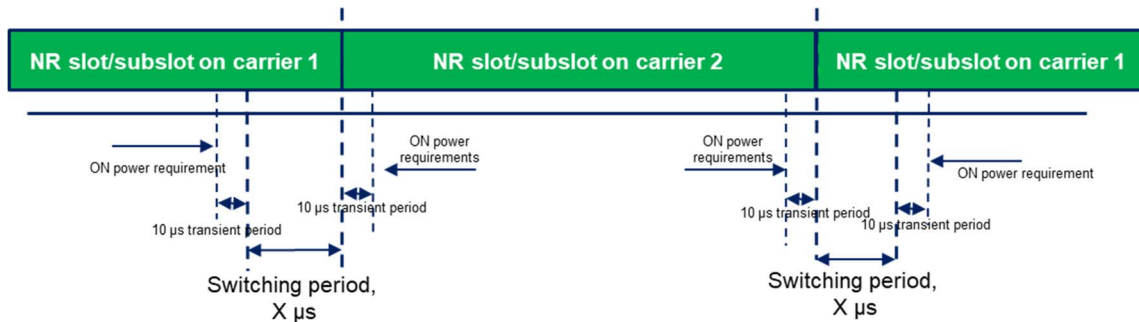 NR slot/subslot on carrier 1
NR slot/subslot on carrier 2
NR slot/subslot on carrier 1
ON power requirement
10 µs transient period
Switching period,
X µs
ON power
requirements
10 µs transient period
ON power
requirements
10 µs transient period
ON power requirement
10 µs transient period
Switching period,
X µs